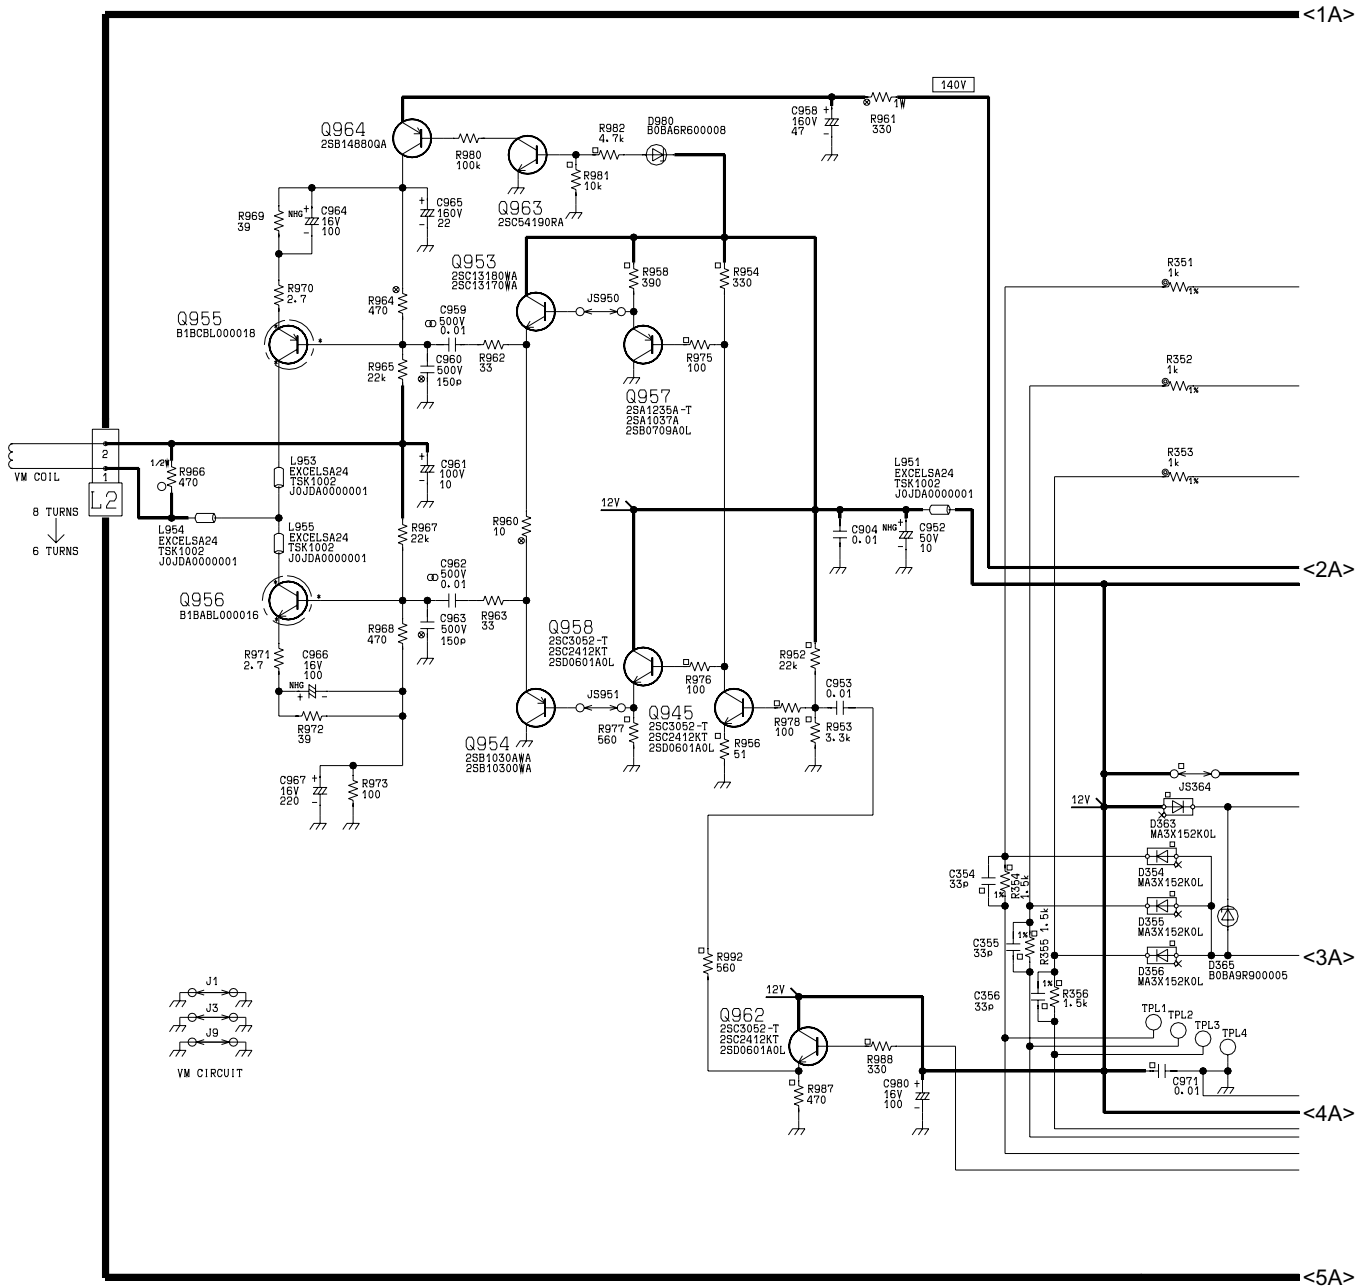 <1A>
140V
C958
160V
47
R961
330
1W
Q964
2SB14880QA
R980
100k
R982
4.7k
D980
B0BA6R600008
R981
10k
Q963
2SC54190RA
R969
39
NHG
C964
16V
100
C965
160V
22
R970
2.7
Q953
2SC13180WA
2SC13170WA
R958
390
R954
330
R351
1k
1%
R964
470
C959
500V
0.01
JS950
Q955
B1BCBL000018
*
R965
22k
C960
500V
150p
R962
33
R975
100
Q957
2SA1235A-T
2SA1037A
2SB0709A0L
R352
1k
1%
VM COIL
2
1
L2
8 TURNS
6 TURNS
1/2W
R966
470
L953
EXCELSA24
TSK1002
J0JDA0000001
C961
100V
10
L951
EXCELSA24
TSK1002
J0JDA0000001
R353
1k
1%
12V
L954
EXCELSA24
TSK1002
J0JDA0000001
L955
EXCELSA24
TSK1002
J0JDA0000001
R967
22k
R960
10
C904
0.01
NHG
C952
50V
10
<2A>
Q956
B1BABL000016
*
C962
500V
0.01
R968
470
C963
500V
150p
R963
33
Q958
2SC3052-T
2SC2412KT
2SD0601A0L
R971
2.7
C966
16V
100
NHG
R972
39
R976
100
R952
22k
C953
0.01
JS951
R977
560
Q945
2SC3052-T
2SC2412KT
2SD0601A0L
R978
100
R953
3.3k
R956
51
Q954
2SB1030AWA
2SB10300WA
C967
16V
220
R973
100
JS364
12V
D363
MA3X152K0L
C354
33p
1%
R354
1.5k
D354
MA3X152K0L
C355
33p
1%
R355
1.5k
D355
MA3X152K0L
D365
B0BA9R900005
<3A>
C356
33p
1%
R356
1.5k
D356
MA3X152K0L
R992
560
J1
J3
J9
VM CIRCUIT
12V
Q962
2SC3052-T
2SC2412KT
2SD0601A0L
R988
330
R987
470
C980
16V
100
TPL1
TPL2
TPL3
TPL4
C971
0.01
<4A>
<5A>